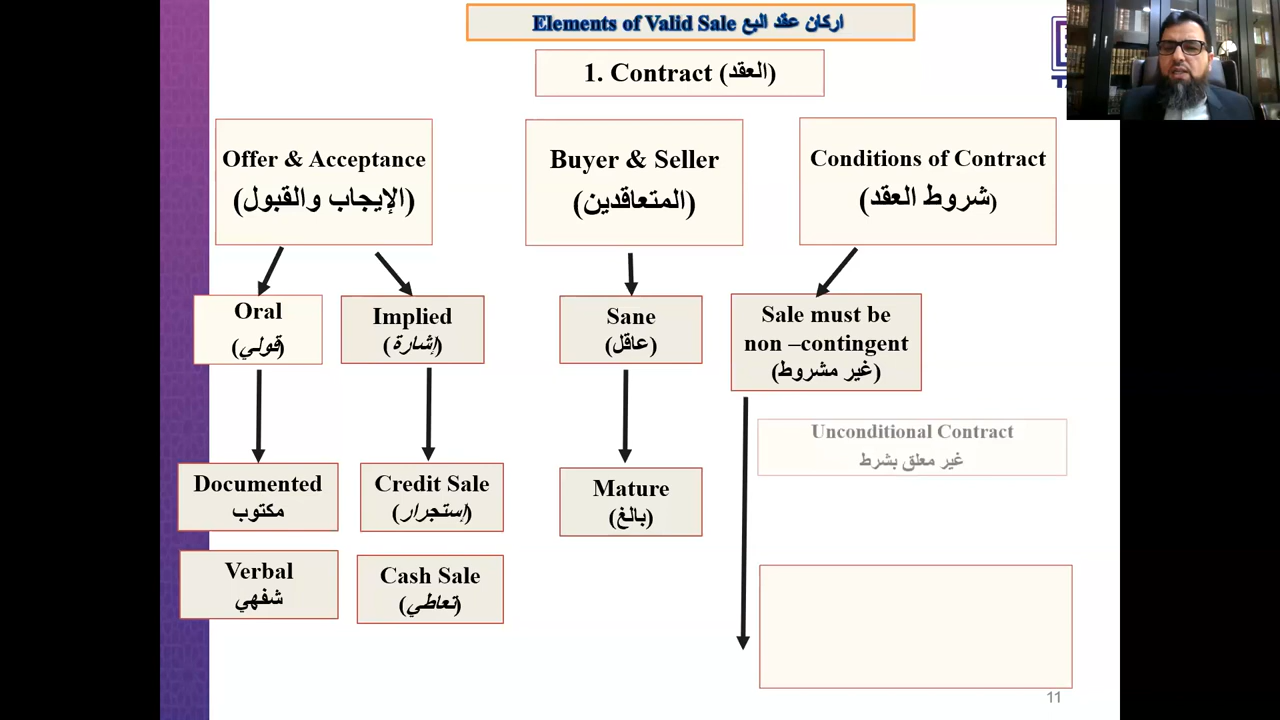 Elements of Valid Sale اركان عقد البع
1. Contract (العقد)
Offer & Acceptance
(الإيجاب والقبول)
Buyer & Seller
(المتعاقدين)
Conditions of Contract
(شروط العقد)
Oral
(قولي)
Implied
(إشارة)
Sane
(عاقل)
Sale must be
non –contingent
(غير مشروط)
Unconditional Contract
غير معلق بشرط
Documented
مكتوب
Credit Sale
(إستجرار)
Mature
(بالغ)
Verbal
شفهي
Cash Sale
(تعاطي)
11